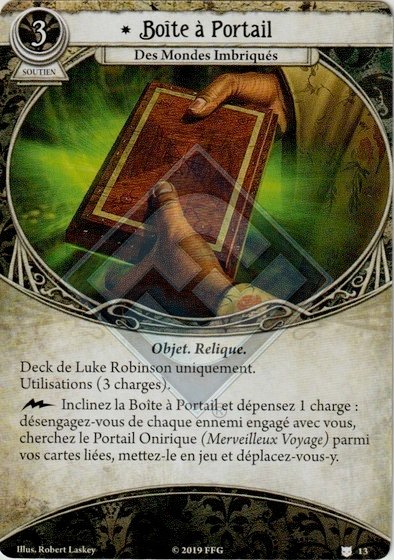 3
SOUTIEN
* Boîte à Portail
Des Mondes Imbriqués
Objet. Relique.
Deck de Luke Robinson uniquement.
Utilisations (3 charges).
Inclinez la Boîte à Portail et dépensez 1 charge :
désengagez-vous de chaque ennemi engagé avec vous,
cherchez le Portail Onirique (Merveilleux Voyage) parmi
vos cartes liées, mettez-le en jeu et déplacez-vous-y.
Illus. Robert Laskey
© 2019 FFG
13